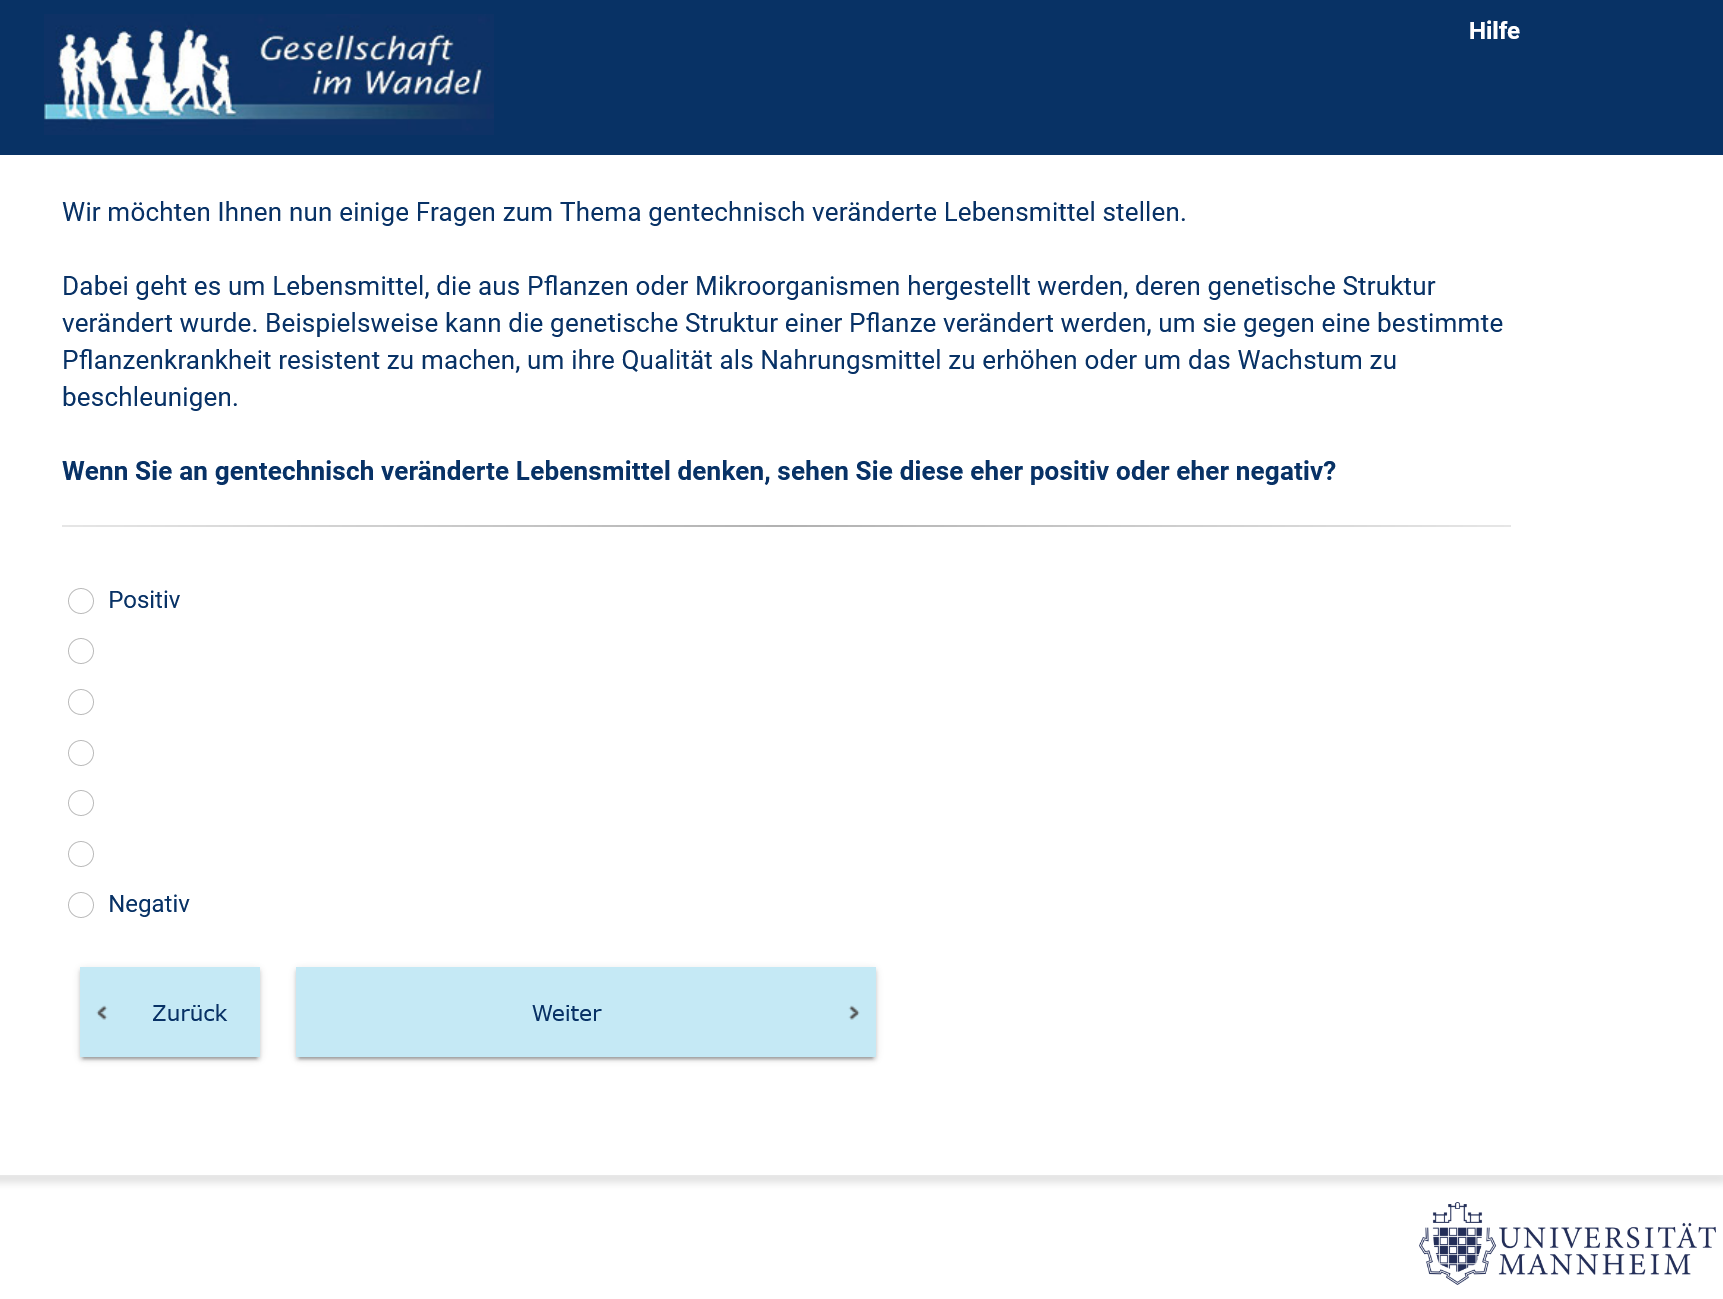 Gesellschaft
im Wandel
Hilfe
Wir möchten Ihnen nun einige Fragen zum Thema gentechnisch veränderte Lebensmittel stellen.
Dabei geht es um Lebensmittel, die aus Pflanzen oder Mikroorganismen hergestellt werden, deren genetische Struktur
verändert wurde. Beispielsweise kann die genetische Struktur einer Pflanze verändert werden, um sie gegen eine bestimmte
Pflanzenkrankheit resistent zu machen, um ihre Qualität als Nahrungsmittel zu erhöhen oder um das Wachstum zu
beschleunigen.
Wenn Sie an gentechnisch veränderte Lebensmittel denken, sehen Sie diese eher positiv oder eher negativ?
Positiv
Negativ
Zurück
Weiter
UNIVERSITÄT
MANNHEIM